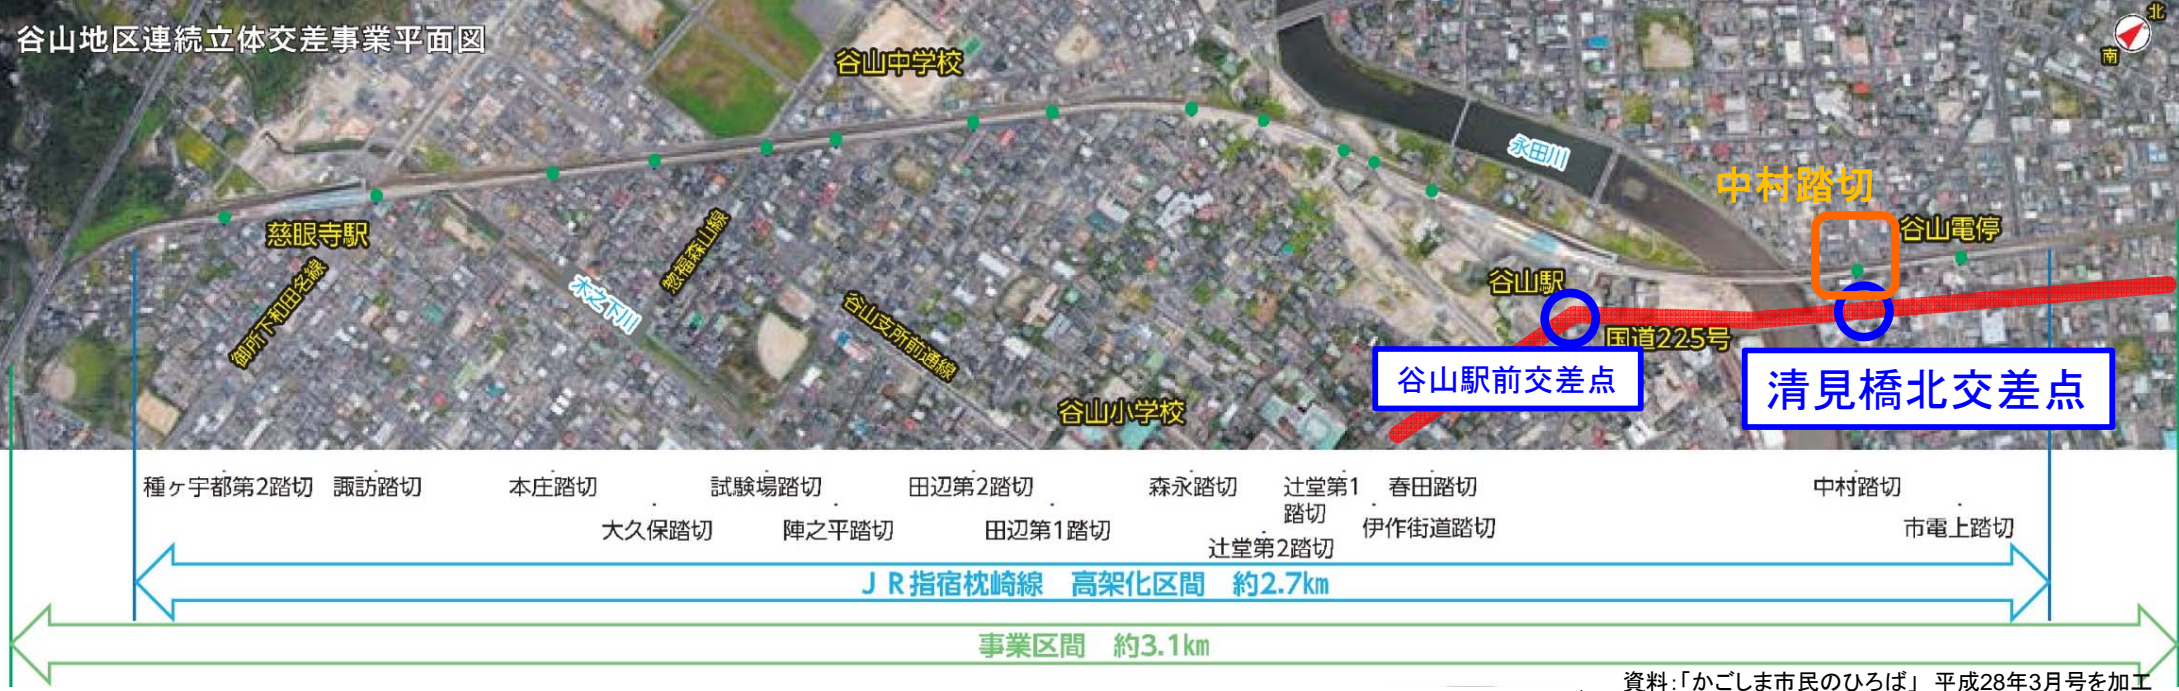 谷山地区連続立体交差事業平面図
北
南
谷山中学校
永田川
中村踏切
谷山電停
慈眼寺駅
御所下和田名線
木之下川
惣福森山線
谷山支所前通線
谷山小学校
谷山駅
国道225号
谷山駅前交差点
清見橋北交差点
種ヶ宇都第2踏切
諏訪踏切
本庄踏切
大久保踏切
試験場踏切
陣之平踏切
田辺第2踏切
田辺第1踏切
森永踏切
辻堂第2踏切
辻堂第1
踏切
伊作街道踏切
春田踏切
中村踏切
市電上踏切
ＪＲ指宿枕崎線　高架化区間　約2.7㎞
事業区間　約3.1㎞
資料:「かごしま市民のひろば」 平成28年3月号を加工